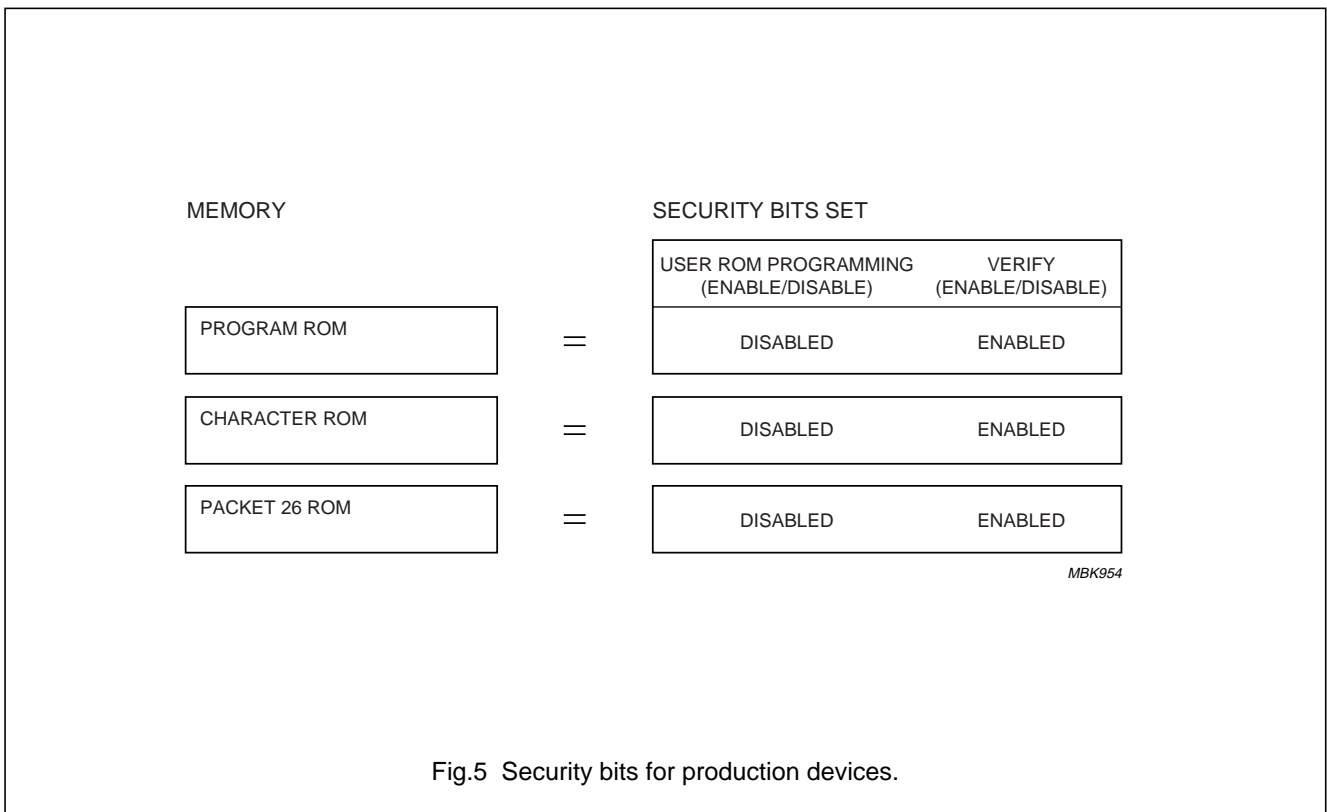 MEMORY SECURITY BITS SET
USER ROM PROGRAMMING VERIFY
(ENABLE/DISABLE) (ENABLE/DISABLE)
PROGRAM ROM = DISABLED ENABLED
CHARACTER ROM = DISABLED ENABLED
PACKET 26 ROM = DISABLED ENABLED
MBK954
Fig.5 Security bits for production devices.